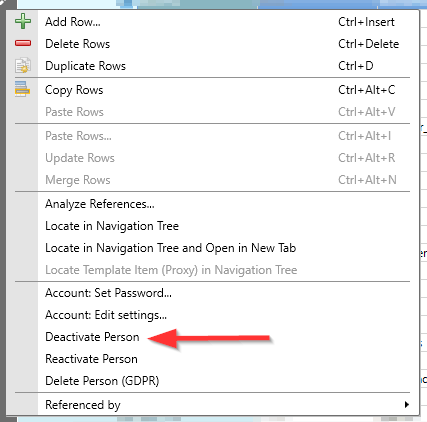 Add Row... Ctrl+Insert
Delete Rows Ctrl+Delete
Duplicate Rows Ctrl+D
Copy Rows Ctrl+Alt+C
Paste Rows Ctrl+Alt+V
Paste Rows... Ctrl+Alt+I
Update Rows Ctrl+Alt+R
Merge Rows Ctrl+Alt+N
Analyze References...
Locate in Navigation Tree
Locate in Navigation Tree and Open in New Tab
Locate Template Item (Proxy) in Navigation Tree
Account: Set Password...
Account: Edit settings...
Deactivate Person
Reactivate Person
Delete Person (GDPR)
Referenced by